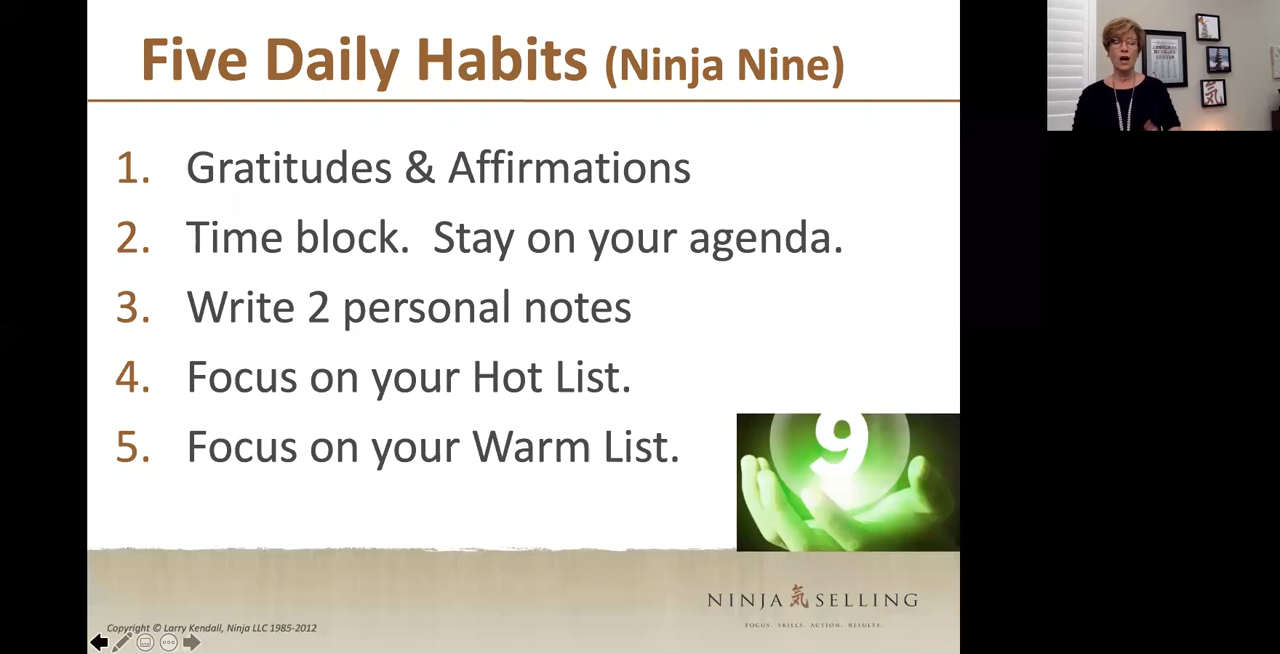 Five Daily Habits (Ninja Nine)
1. Gratitudes & Affirmations
2. Time block. Stay on your agenda.
3. Write 2 personal notes
4. Focus on your Hot List.
5. Focus on your Warm List.
9
NINJA 氣 SELLING
FOCUS. SKILLS. ACTION. RESULTS.
Copyright © Larry Kendall, Ninja LLC 1985-2012
氣